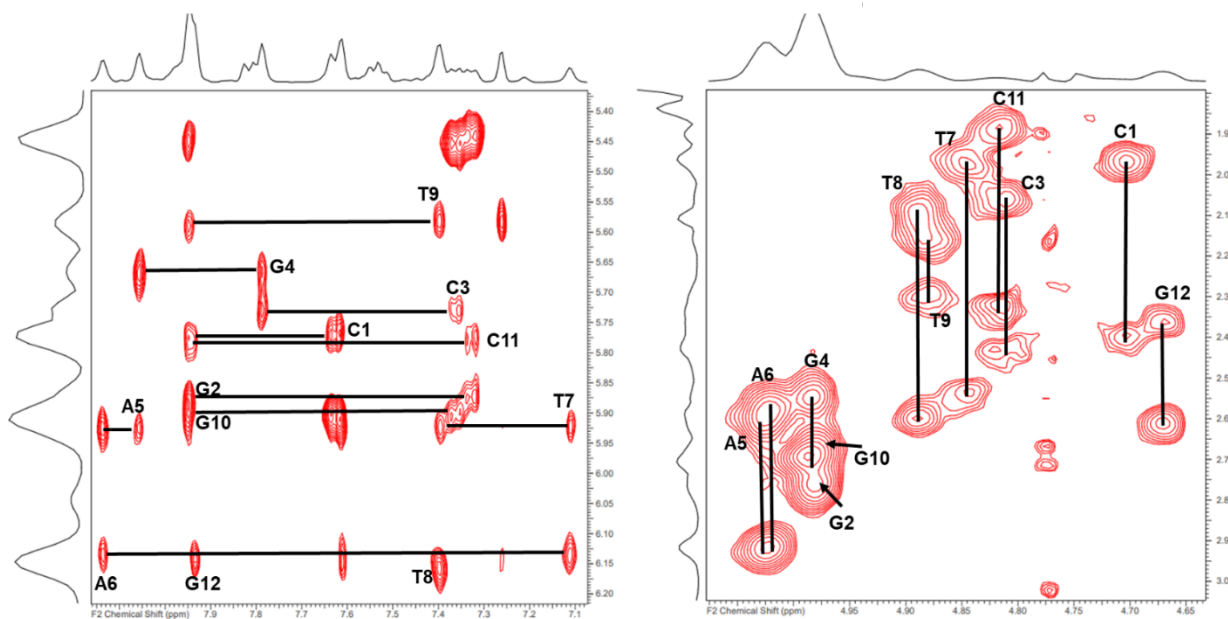 5.40
5.45
5.50
5.55
5.60
5.65
5.70
5.75
5.80
5.85
5.90
5.95
6.00
6.05
6.10
6.15
6.20
T9
G4
C3
C1
C11
G2
G10
A5
T7
A6
G12
T8
F2 Chemical Shift (ppm)
7.9
7.8
7.7
7.6
7.5
7.4
7.3
7.2
7.1
C11
T7
C1
T8
C3
T9
G12
A6
G4
A5
G10
G2
1.9
2.0
2.1
2.2
2.3
2.4
2.5
2.6
2.7
2.8
2.9
3.0
F2 Chemical Shift (ppm)
4.95
4.90
4.85
4.80
4.75
4.70
4.65